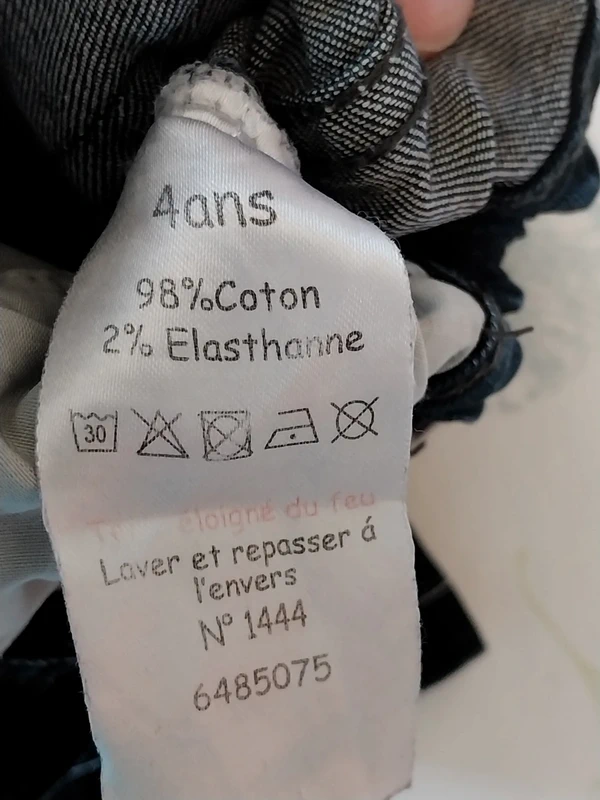 4ans
98%Coton
2% Elasthanne
30
éloigné du feu
Laver et repasser á
l'envers
N° 1444
6485075